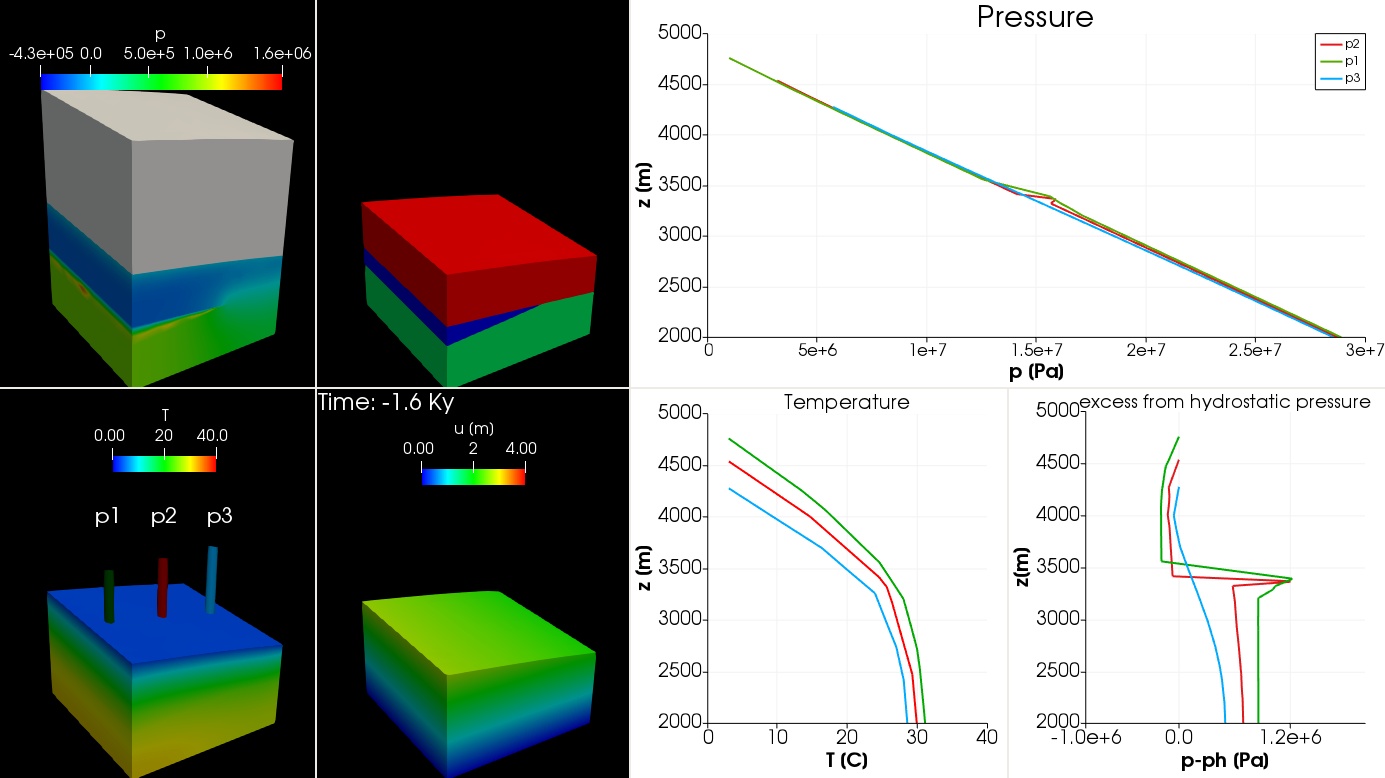 p
-4.3e+05 0.0 5.0e+5 1.0e+6 1.6e+06
Pressure
5000
4500
4000
3500
3000
2500
2000
z (m)
0 5e+6 1e+7 1.5e+7 2e+7 2.5e+7 3e+7
p (Pa)
p2
p1
p3
T
0.00 20 40.0
p1 p2 p3
Time: -1.6 Ky
u (m)
0.00 2 4.00
Temperature
5000
4500
4000
3500
3000
2500
2000
z (m)
0 10 20 30 40
T (C)
excess from hydrostatic pressure
5000
4500
4000
3500
3000
2500
2000
z(m)
-1.0e+6 0.0 1.2e+6
p-ph (Pa)